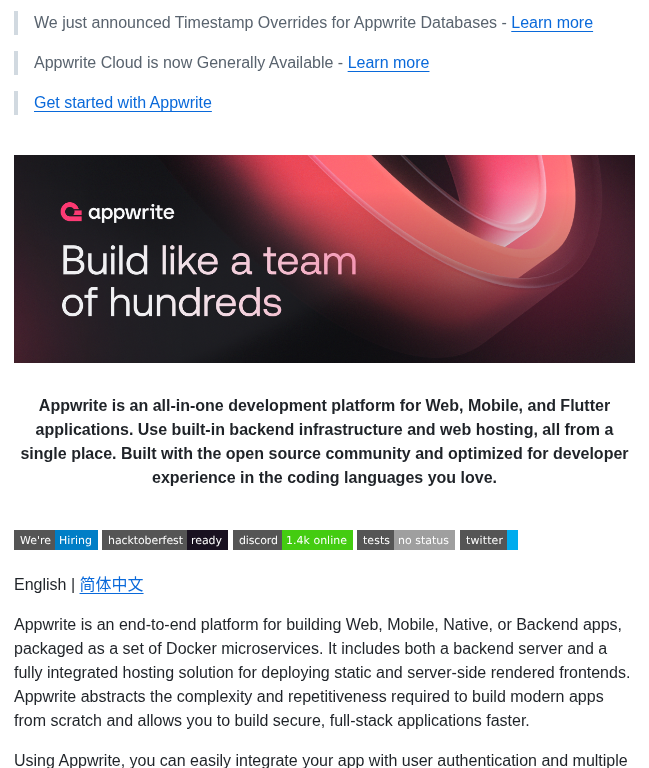 We just announced Timestamp Overrides for Appwrite Databases - Learn more
Appwrite Cloud is now Generally Available - Learn more
Get started with Appwrite
appwrite
Build like a team
of hundreds
Appwrite is an all-in-one development platform for Web, Mobile, and Flutter
applications. Use built-in backend infrastructure and web hosting, all from a
single place. Built with the open source community and optimized for developer
experience in the coding languages you love.
We're Hiring hacktoberfest ready discord 1.4k online tests no status twitter
English | 简体中文
Appwrite is an end-to-end platform for building Web, Mobile, Native, or Backend apps,
packaged as a set of Docker microservices. It includes both a backend server and a
fully integrated hosting solution for deploying static and server-side rendered frontends.
Appwrite abstracts the complexity and repetitiveness required to build modern apps
from scratch and allows you to build secure, full-stack applications faster.
Using Appwrite, you can easily integrate your app with user authentication and multiple